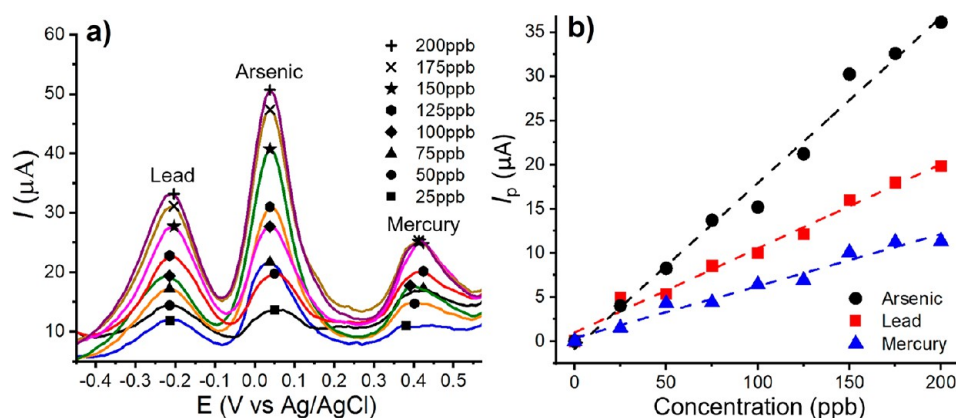 a)
Arsenic
Lead
Mercury
200ppb
175ppb
150ppb
125ppb
100ppb
75ppb
50ppb
25ppb
I (μA)
60
50
40
30
20
10
-0.4 -0.3 -0.2 -0.1 0.0 0.1 0.2 0.3 0.4 0.5
E (V vs Ag/AgCl)
b)
Ip (μA)
35
30
25
20
15
10
5
0
0 50 100 150 200
Concentration (ppb)
Arsenic
Lead
Mercury